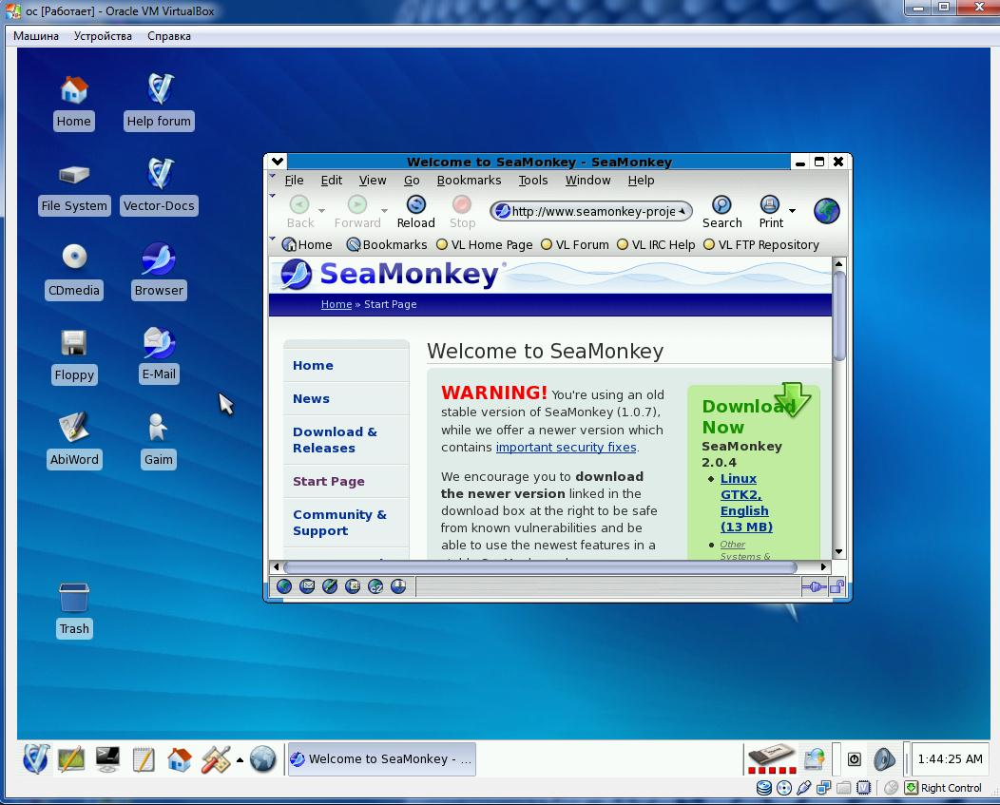 ос [Работает] - Oracle VM VirtualBox
Машина Устройства Справка
Home
Help forum
File System
Vector-Docs
CDmedia
Browser
Floppy
E-Mail
AbiWord
Gaim
Trash
Welcome to SeaMonkey - SeaMonkey
File Edit View Go Bookmarks Tools Window Help
Back Forward Reload Stop http://www.seamonkey-proje Search Print
Home Bookmarks VL Home Page VL Forum VL IRC Help VL FTP Repository
SeaMonkey
Home » Start Page
Home
News
Download &
Releases
Start Page
Community &
Support
Welcome to SeaMonkey
WARNING! You're using an old
stable version of SeaMonkey (1.0.7),
while we offer a newer version which
contains important security fixes.
We encourage you to download
the newer version linked in the
download box at the right to be safe
from known vulnerabilities and be
able to use the newest features in a
Download
Now
SeaMonkey
2.0.4
Linux
GTK2,
English
(13 MB)
Other
Systems &
Welcome to SeaMonkey - ...
1:44:25 AM
Right Control